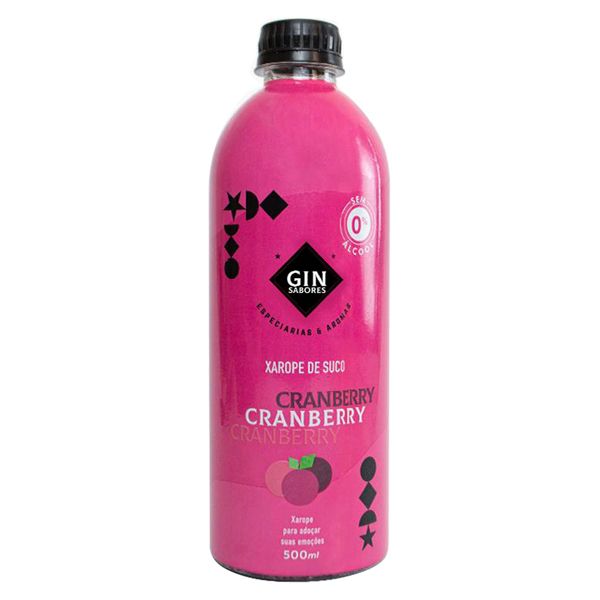 SEM
0%
ÁLCOOL
GIN
SABORES
ESPECIARIAS & AROMAS
XAROPE DE SUCO
CRANBERRY
CRANBERRY
CRANBERRY
Xarope
para adoçar
suas emoções
500ml